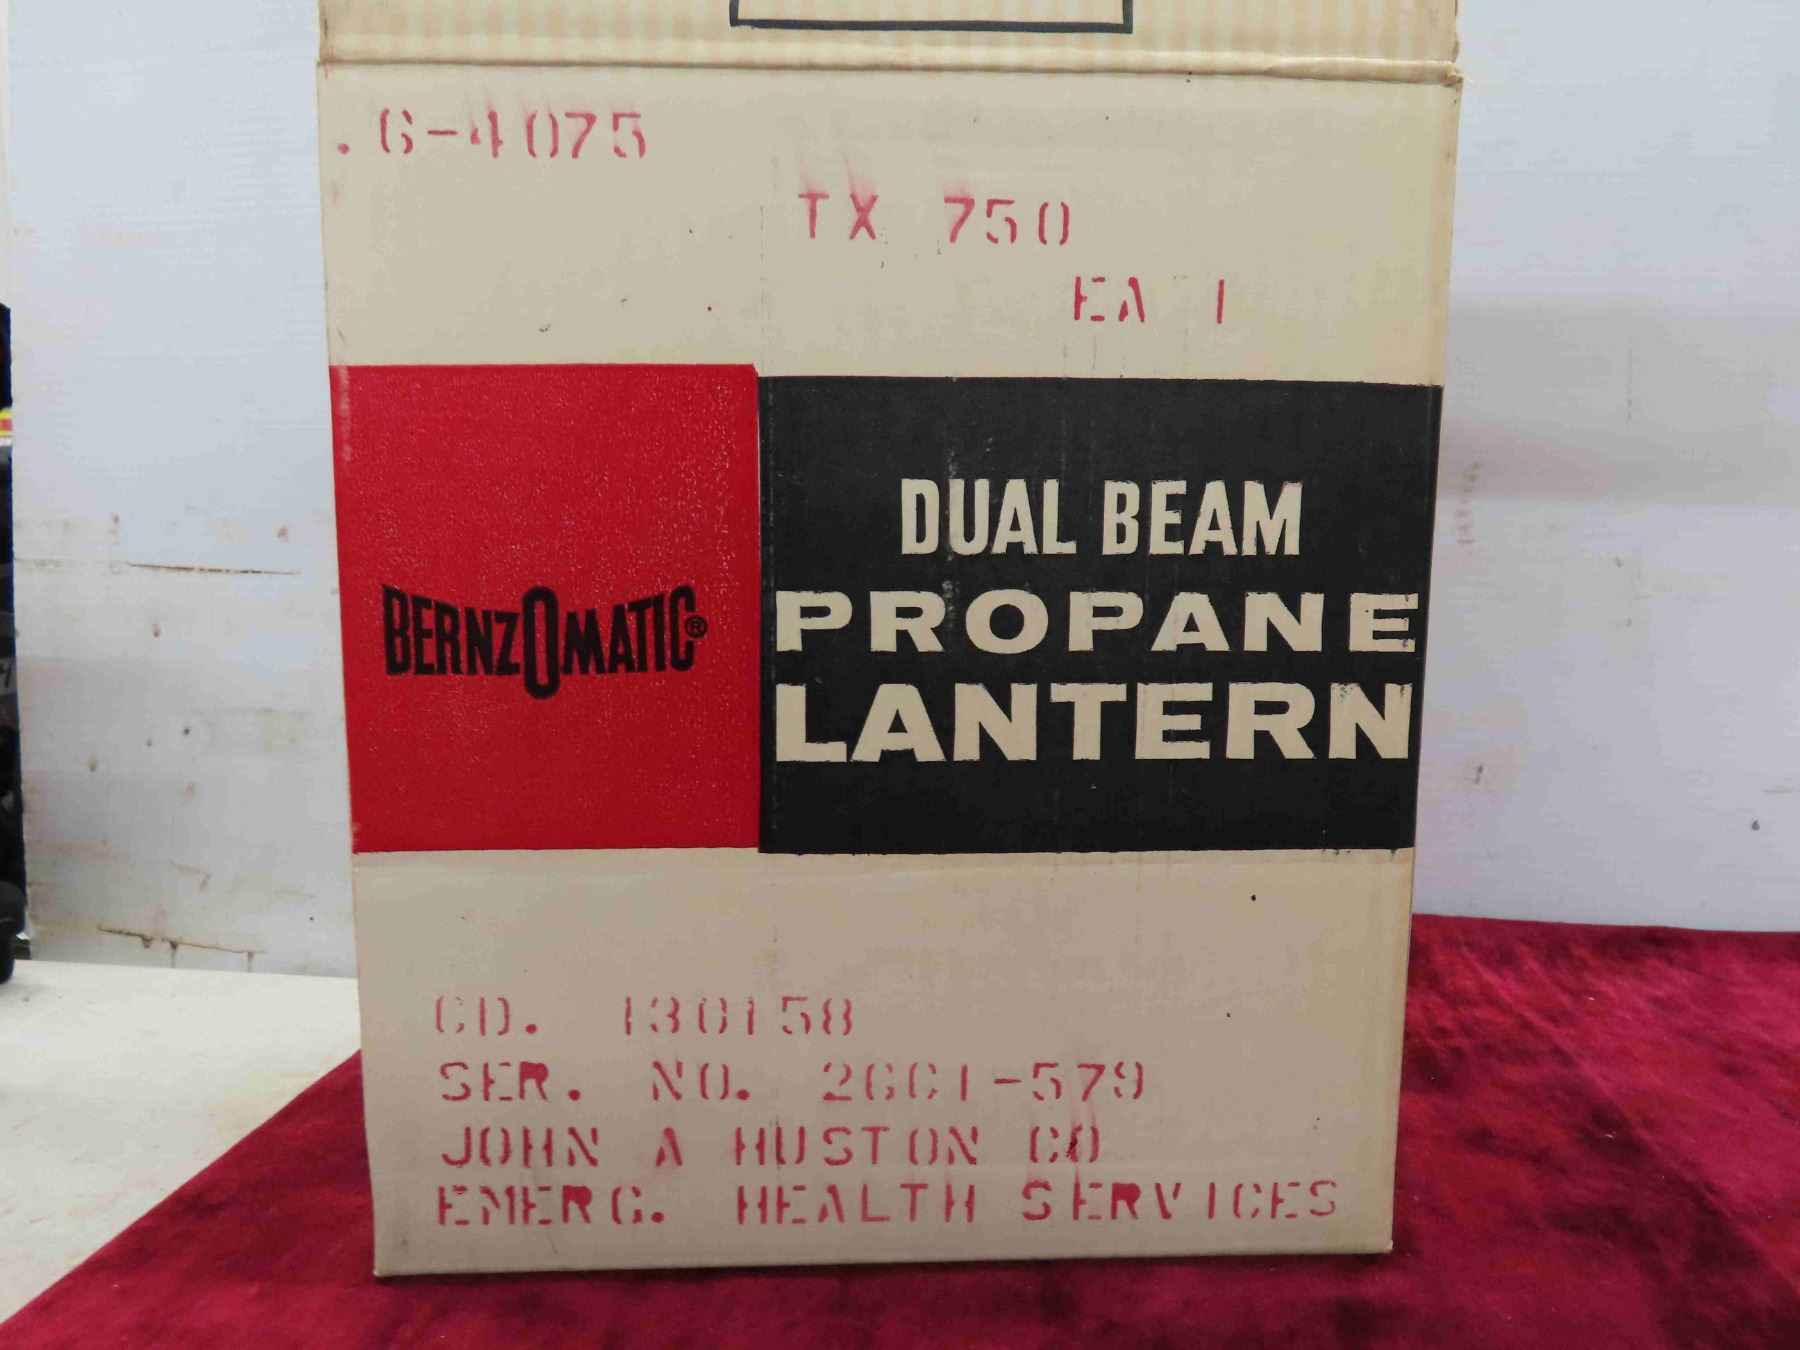 .6-4075
TX 750
EA 1
BERNZOMATIC®
DUAL BEAM
PROPANE
LANTERN
CD. 130158
SER. NO. 2GC1-579
JOHN A HUSTON CO
EMERG. HEALTH SERVICES